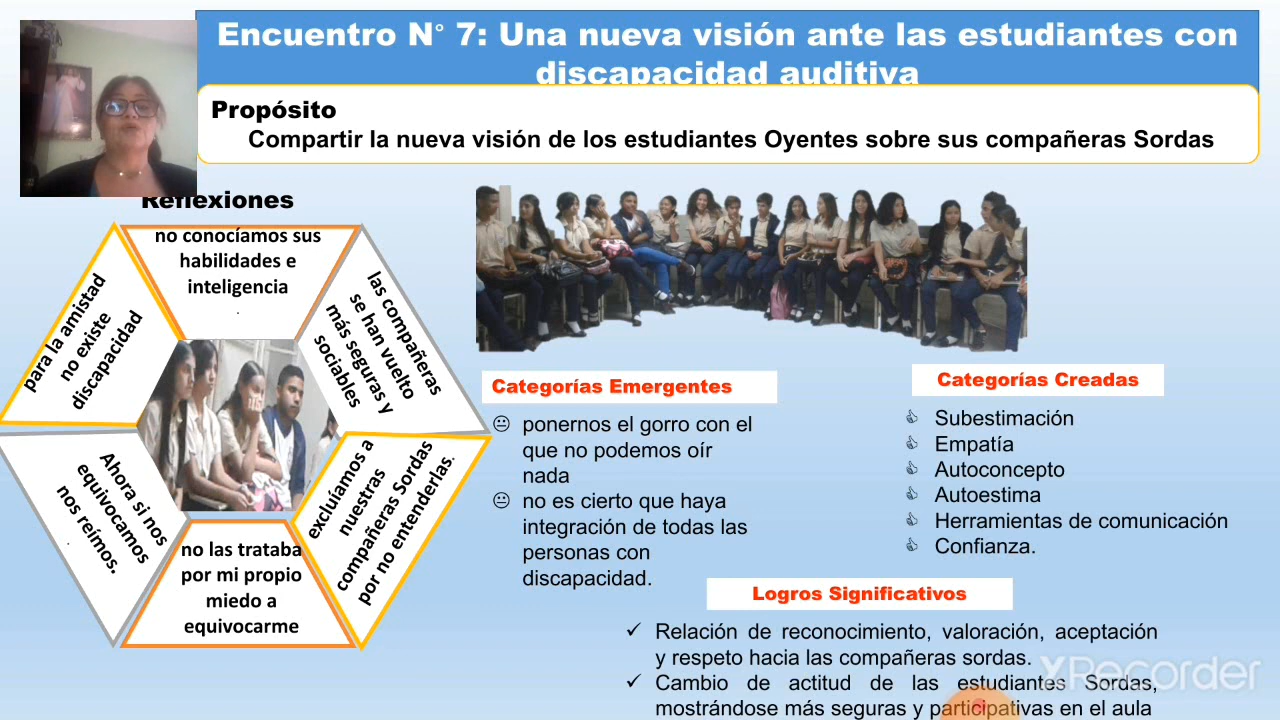 Encuentro N° 7: Una nueva visión ante las estudiantes con
discapacidad auditiva
Propósito
Compartir la nueva visión de los estudiantes Oyentes sobre sus compañeras Sordas
Reflexiones
no conocíamos sus
habilidades e
inteligencia
.
las compañeras
se han vuelto
más seguras y
sociables
excluíamos a
nuestras
compañeras Sordas
por no entenderlas.
no las trataba
por mi propio
miedo a
equivocarme
Ahora si nos
equivocamos
nos reímos.
.
para la amistad
no existe
discapacidad
Categorías Emergentes
ponernos el gorro con el
que no podemos oír
nada
no es cierto que haya
integración de todas las
personas con
discapacidad.
Categorías Creadas
Subestimación
Empatía
Autoconcepto
Autoestima
Herramientas de comunicación
Confianza.
Logros Significativos
✓ Relación de reconocimiento, valoración, aceptación
y respeto hacia las compañeras sordas.
✓ Cambio de actitud de las estudiantes Sordas,
mostrándose más seguras y participativas en el aula
XRecorder